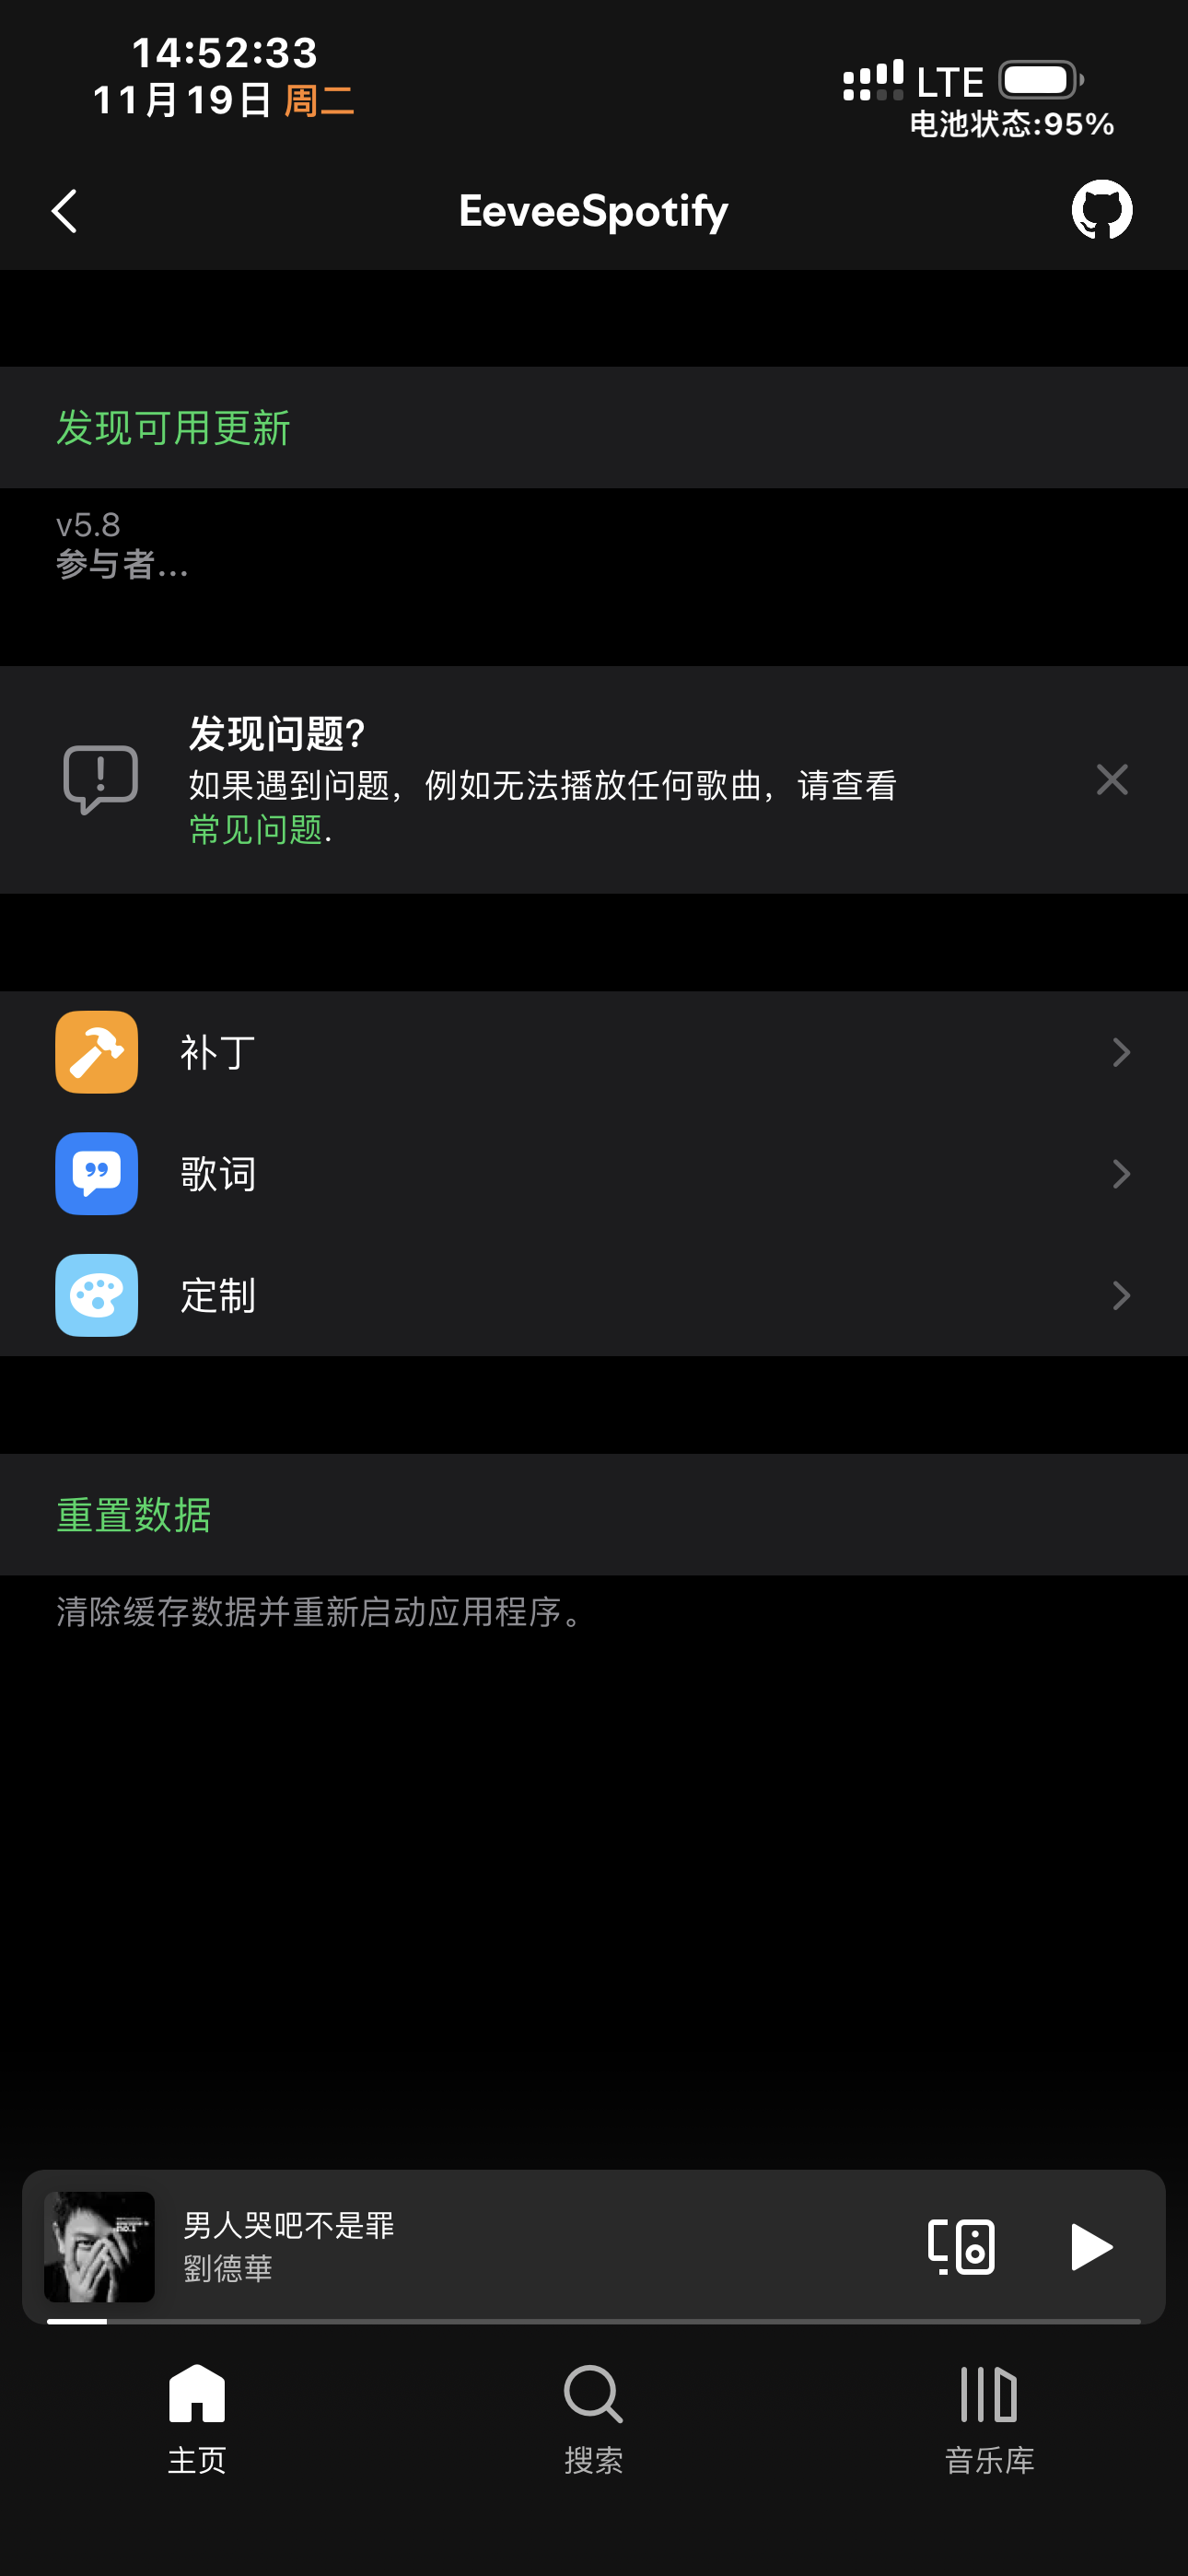 14:52:33
11月19日 周二
LTE
电池状态:95%
EeveeSpotify
发现可用更新
v5.8
参与者...
发现问题?
如果遇到问题，例如无法播放任何歌曲，请查看
常见问题.
补丁
歌词
定制
重置数据
清除缓存数据并重新启动应用程序。
男人哭吧不是罪
劉德華
主页
搜索
音乐库